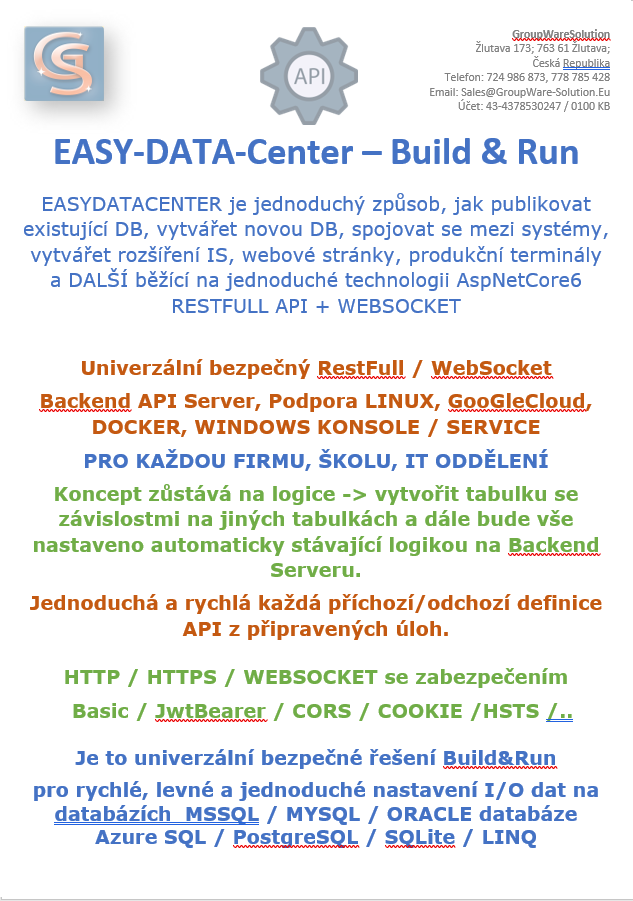 GS
GroupWareSolution
Žlutava 173; 763 61 Žlutava;
Česká Republika
Telefon: 724 986 873, 778 785 428
Email: Sales@GroupWare-Solution.Eu
Účet: 43-4378530247 / 0100 KB
API
EASY-DATA-Center – Build & Run
EASYDATACENTER je jednoduchý způsob, jak publikovat
existující DB, vytvářet novou DB, spojovat se mezi systémy,
vytvářet rozšíření IS, webové stránky, produkční terminály
a DALŠÍ běžící na jednoduché technologii AspNetCore6
RESTFULL API + WEBSOCKET
Univerzální bezpečný RestFull / WebSocket
Backend API Server, Podpora LINUX, GooGleCloud,
DOCKER, WINDOWS KONSOLE / SERVICE
PRO KAŽDOU FIRMU, ŠKOLU, IT ODDĚLENÍ
Koncept zůstává na logice -> vytvořit tabulku se
závislostmi na jiných tabulkách a dále bude vše
nastaveno automaticky stávající logikou na Backend
Serveru.
Jednoduchá a rychlá každá příchozí/odchozí definice
API z připravených úloh.
HTTP / HTTPS / WEBSOCKET se zabezpečením
Basic / JwtBearer / CORS / COOKIE /HSTS /..
Je to univerzální bezpečné řešení Build&Run
pro rychlé, levné a jednoduché nastavení I/O dat na
databázích  MSSQL / MYSQL / ORACLE databáze
Azure SQL / PostgreSQL / SQLite / LINQ